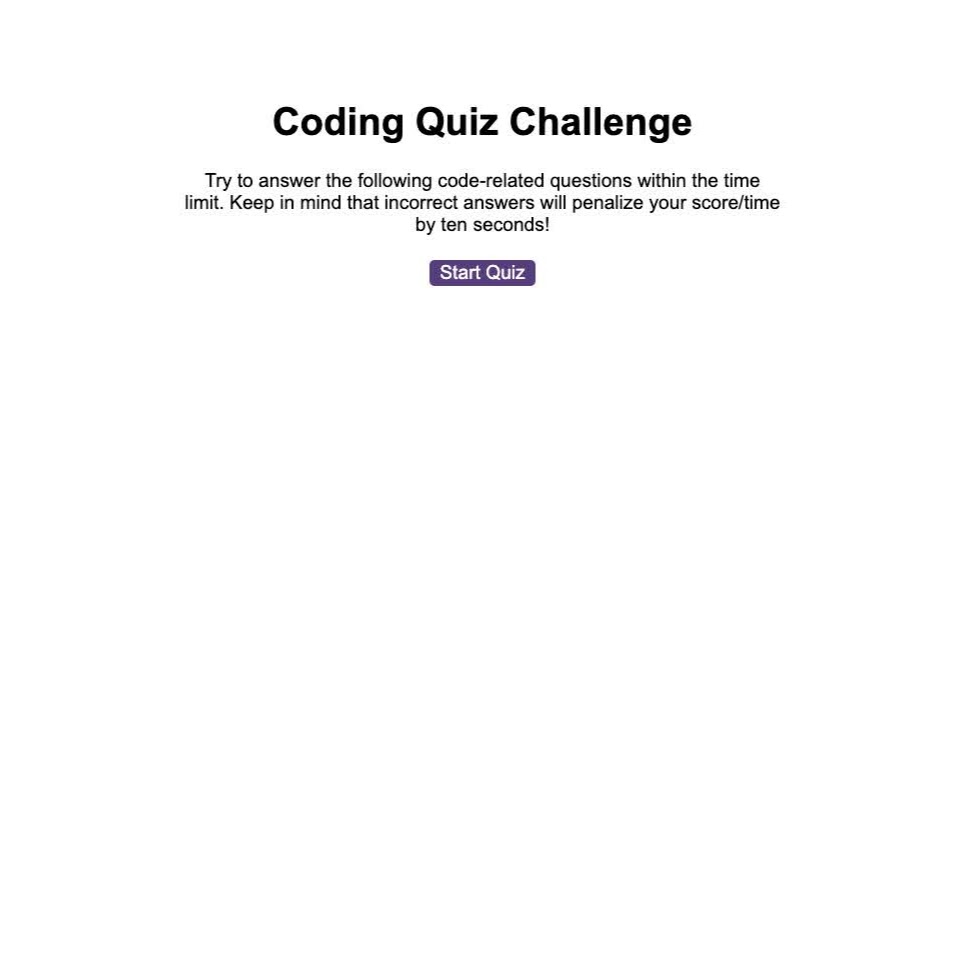 Coding Quiz Challenge
Try to answer the following code-related questions within the time
limit. Keep in mind that incorrect answers will penalize your score/time
by ten seconds!
Start Quiz